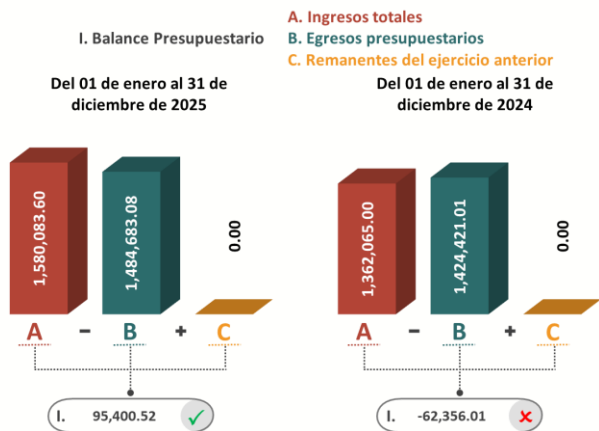 A. Ingresos totales
I. Balance Presupuestario
B. Egresos presupuestarios
C. Remanentes del ejercicio anterior
Del 01 de enero al 31 de
diciembre de 2025
1,580,083.60
1,484,683.08
0.00
A − B + C
I. 95,400.52
Del 01 de enero al 31 de
diciembre de 2024
1,362,065.00
1,424,421.01
0.00
A − B + C
I. -62,356.01